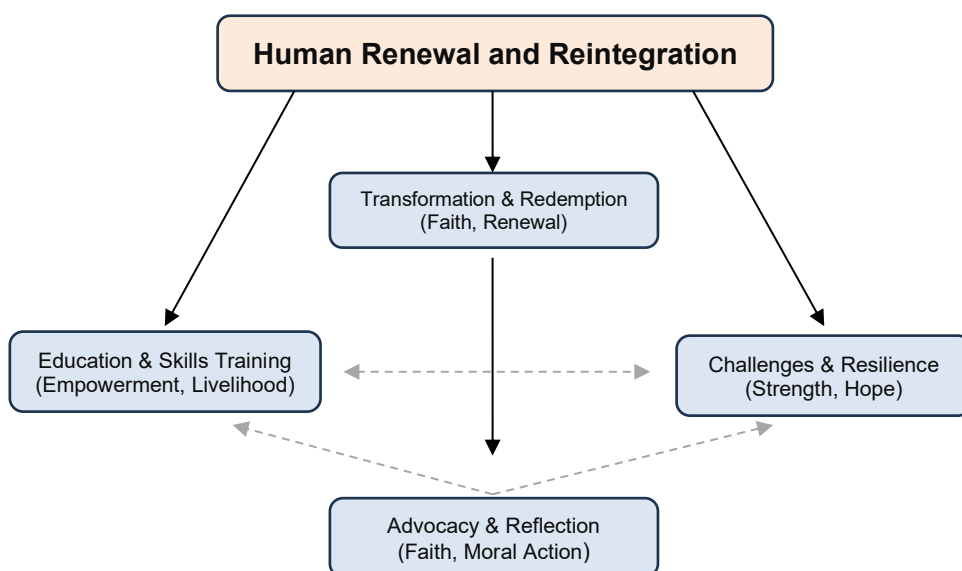 Human Renewal and Reintegration
Transformation & Redemption
(Faith, Renewal)
Education & Skills Training
(Empowerment, Livelihood)
Challenges & Resilience
(Strength, Hope)
Advocacy & Reflection
(Faith, Moral Action)